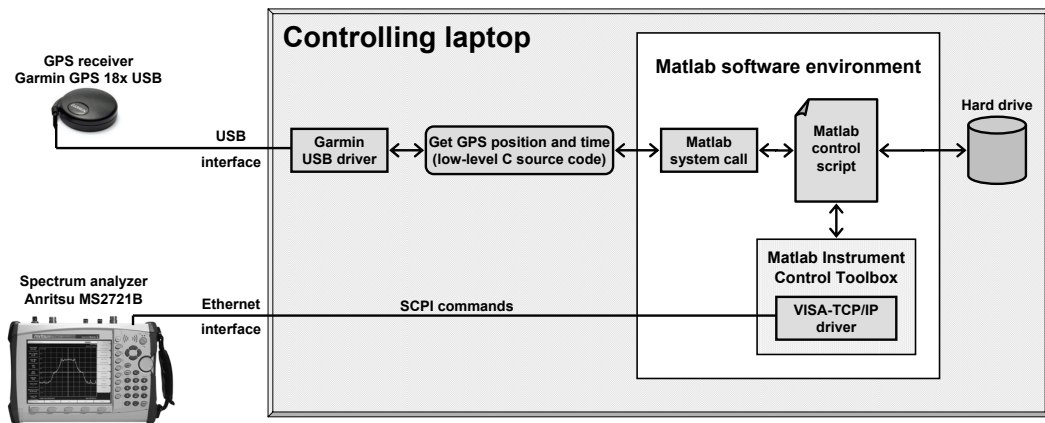 Controlling laptop
GPS receiver
Garmin GPS 18x USB
USB
interface
Garmin
USB driver
Get GPS position and time
(low-level C source code)
Matlab software environment
Matlab
system call
Matlab
control
script
Hard drive
Matlab Instrument
Control Toolbox
VISA-TCP/IP
driver
Spectrum analyzer
Anritsu MS2721B
Ethernet
interface
SCPI commands